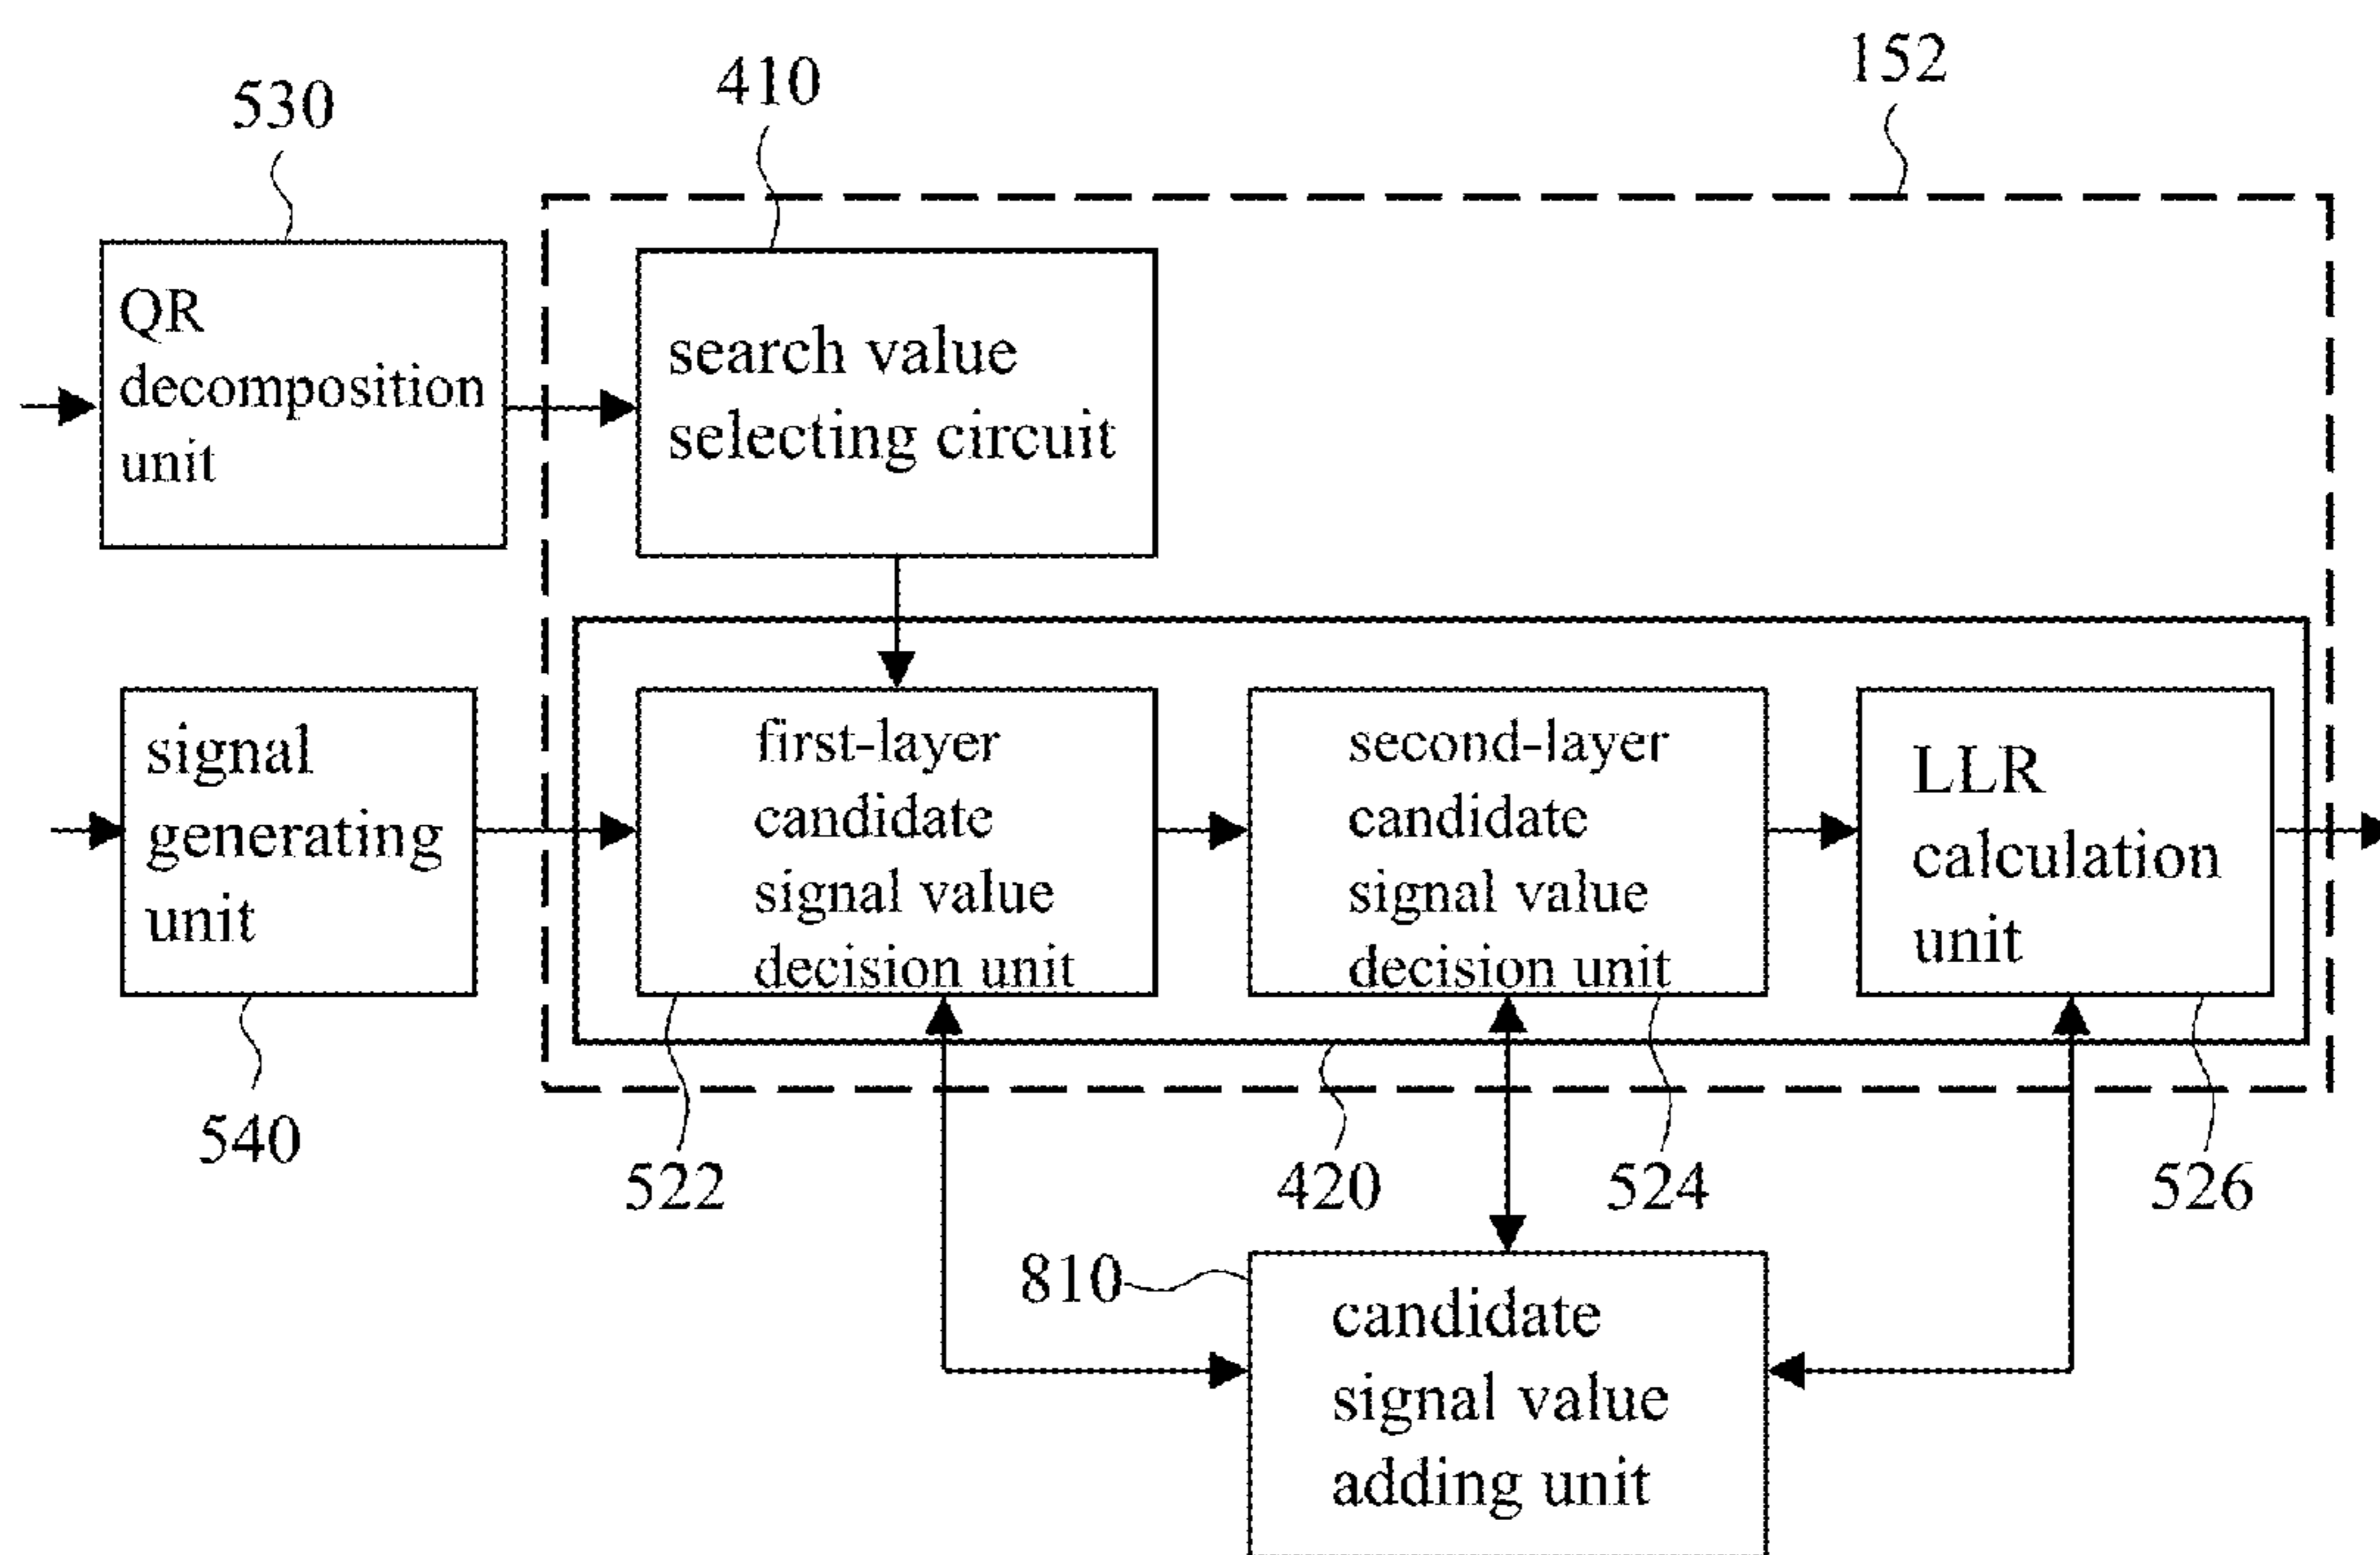 152
410
530
QR
decomposition
unit
search value
selecting circuit
signal
generating
unit
first-layer
candidate
signal value
decision unit
second-layer
candidate
signal value
decision unit
LLR
calculation
unit
540
522
420
524
526
810
candidate
signal value
adding unit